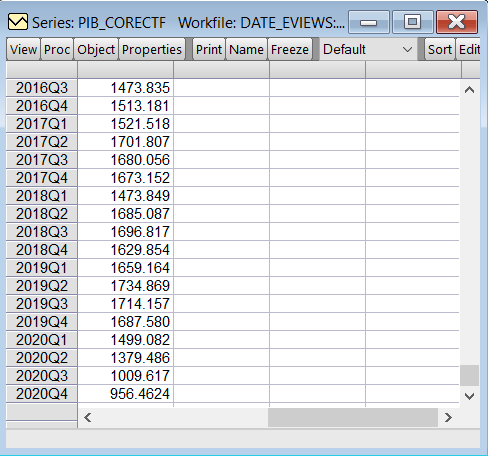 Series: PIB_CORECTF Workfile: DATE_EVIEWS:...
View Proc Object Properties Print Name Freeze Default Sort Edit
2016Q3 1473.835
2016Q4 1513.181
2017Q1 1521.518
2017Q2 1701.807
2017Q3 1680.056
2017Q4 1673.152
2018Q1 1473.849
2018Q2 1685.087
2018Q3 1696.817
2018Q4 1629.854
2019Q1 1659.164
2019Q2 1734.869
2019Q3 1714.157
2019Q4 1687.580
2020Q1 1499.082
2020Q2 1379.486
2020Q3 1009.617
2020Q4 956.4624